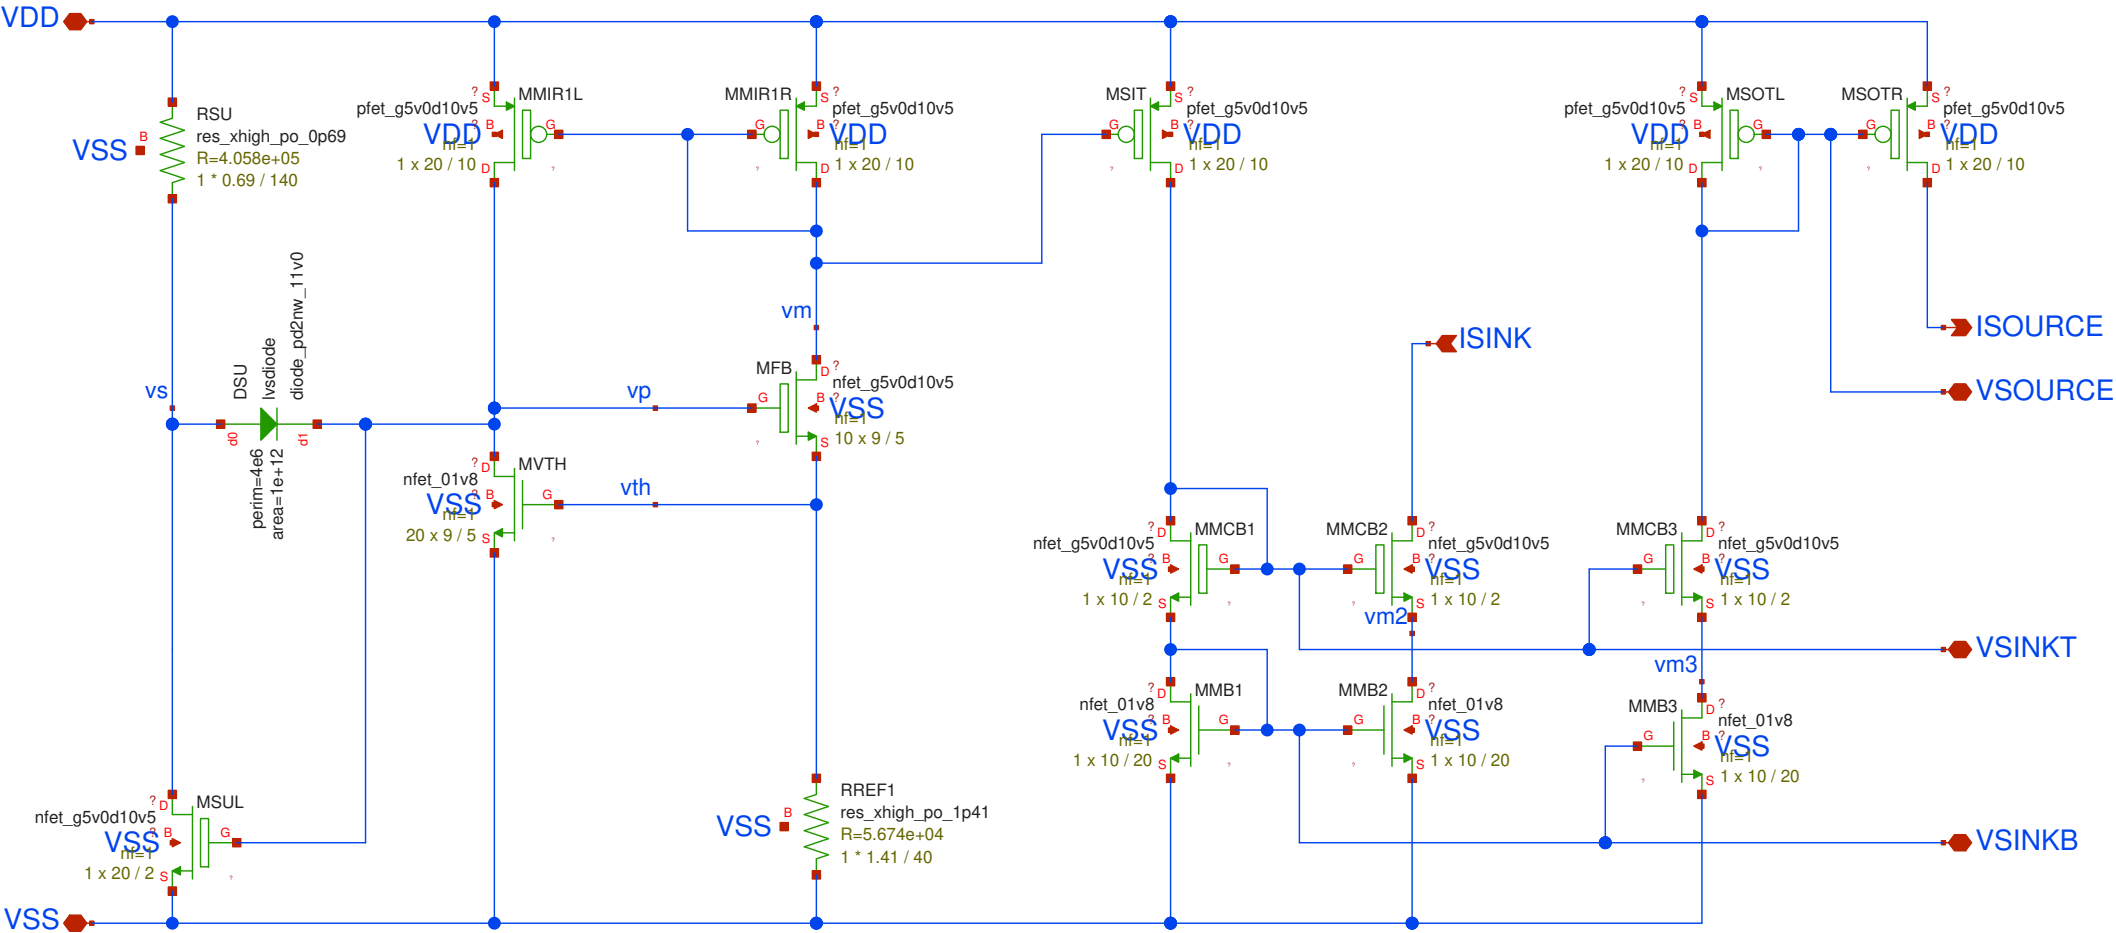 VDD
RSU
res_xhigh_po_0p69
R=4.058e+05
1 * 0.69 / 140
B
VSS
MMIR1L
pfet_g5v0d10v5
? S
G
VDD ? B
nf=1
1 x 20 / 10
D
MMIR1R
pfet_g5v0d10v5
S ?
G
B ? VDD
nf=1
1 x 20 / 10
D
MSIT
pfet_g5v0d10v5
S ?
G
B ? VDD
nf=1
1 x 20 / 10
D
MSOTL
pfet_g5v0d10v5
? S
G
VDD ? B
nf=1
1 x 20 / 10
D
MSOTR
pfet_g5v0d10v5
S ?
G
B ? VDD
nf=1
1 x 20 / 10
D
vm
ISOURCE
ISINK
VSOURCE
vs
DSU
lvsdiode
diode_pd2nw_11v0
d0
d1
perim=4e6
area=1e+12
vp
MFB
nfet_g5v0d10v5
D ?
G
B ? VSS
nf=1
10 x 9 / 5
S
MVTH
nfet_01v8
? D
G
VSS ? B
nf=1
20 x 9 / 5
S
vth
MMCB1
nfet_g5v0d10v5
? D
G
VSS ? B
nf=1
1 x 10 / 2
S
MMCB2
nfet_g5v0d10v5
D ?
G
B ? VSS
nf=1
1 x 10 / 2
S
vm2
MMCB3
nfet_g5v0d10v5
D ?
G
B ? VSS
nf=1
1 x 10 / 2
S
VSINKT
vm3
MMB1
nfet_01v8
? D
G
VSS ? B
nf=1
1 x 10 / 20
S
MMB2
nfet_01v8
D ?
G
B ? VSS
nf=1
1 x 10 / 20
S
MMB3
nfet_01v8
D ?
G
B ? VSS
nf=1
1 x 10 / 20
S
MSUL
nfet_g5v0d10v5
? D
G
VSS ? B
nf=1
1 x 20 / 2
S
RREF1
res_xhigh_po_1p41
R=5.674e+04
1 * 1.41 / 40
B
VSS
VSINKB
VSS